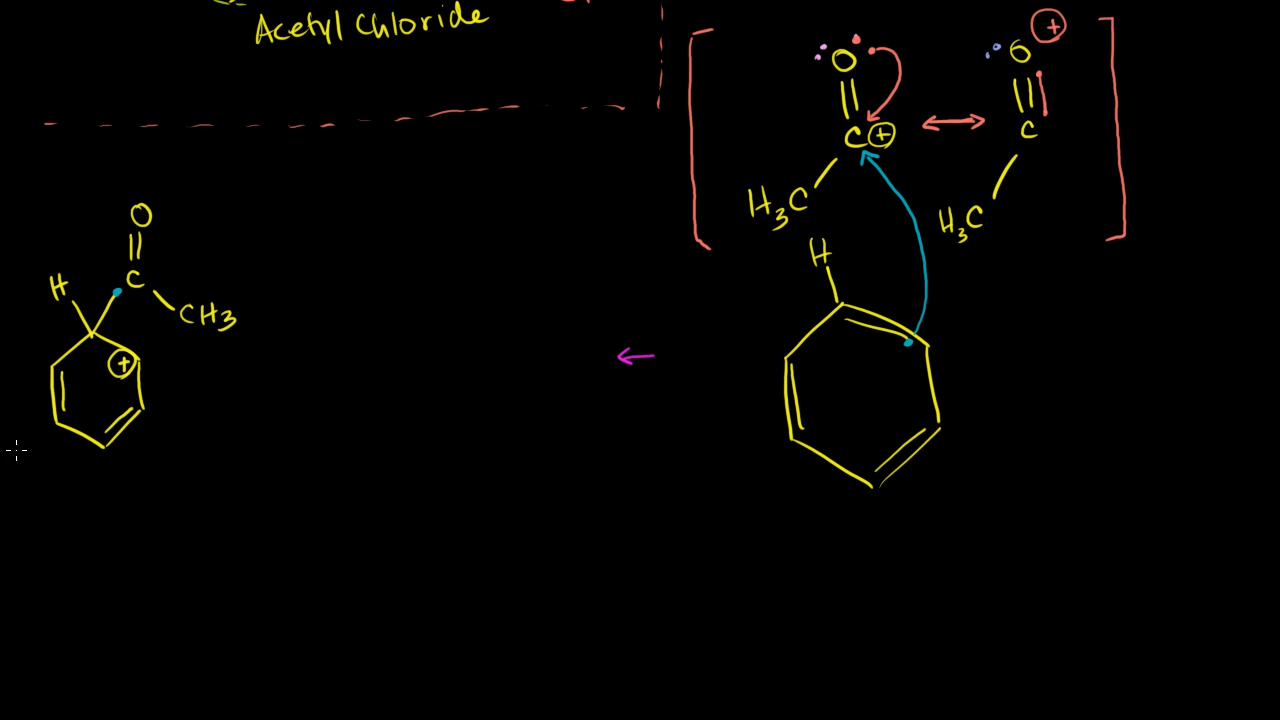 Acetyl Chloride
O
O +
C +
C
H3C
H3C
H
O
C
H
CH3
+